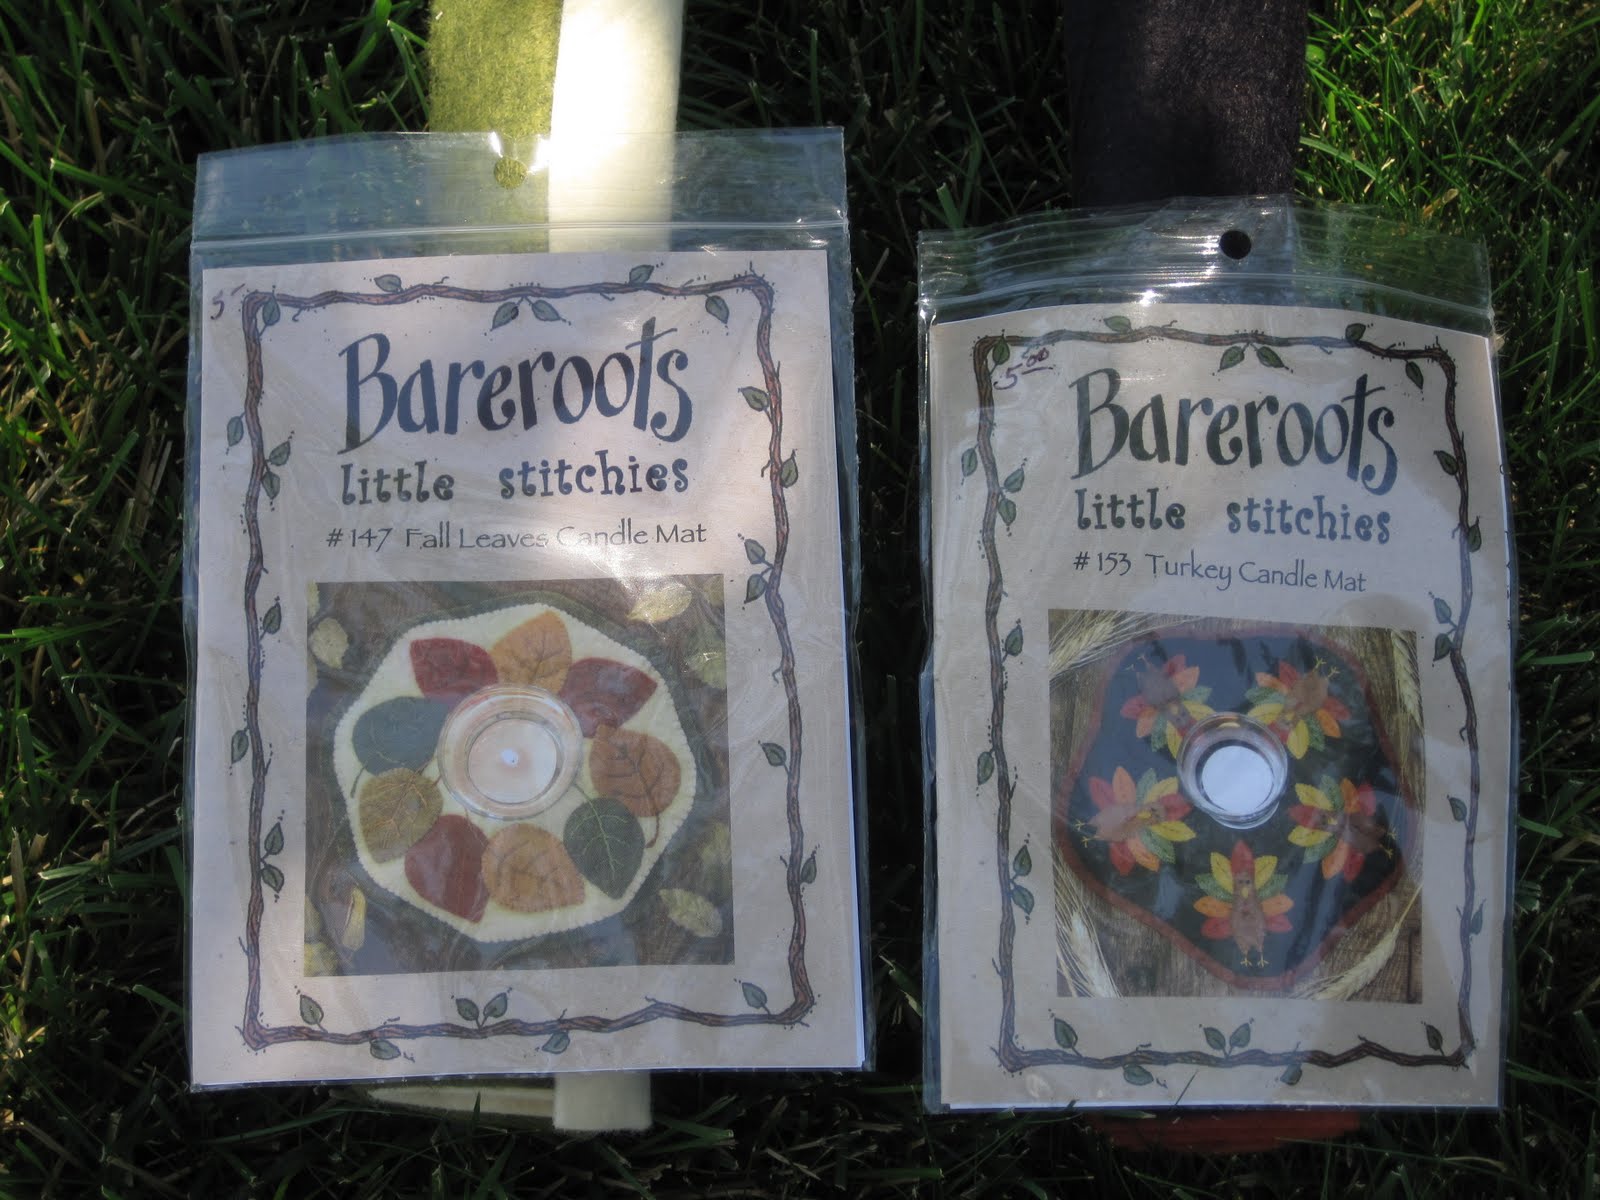 5-
Bareroots
little stitchies
#147 Fall Leaves Candle Mat
5.00
Bareroots
little stitchies
# 153 Turkey Candle Mat